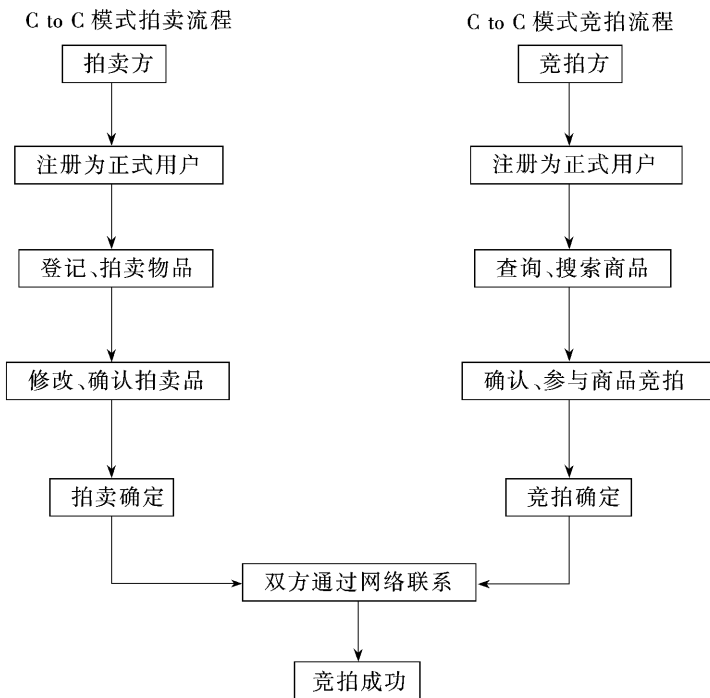 C to C 模式拍卖流程
拍卖方
注册为正式用户
登记、拍卖物品
修改、确认拍卖品
拍卖确定
C to C 模式竞拍流程
竞拍方
注册为正式用户
查询、搜索商品
确认、参与商品竞拍
竞拍确定
双方通过网络联系
竞拍成功